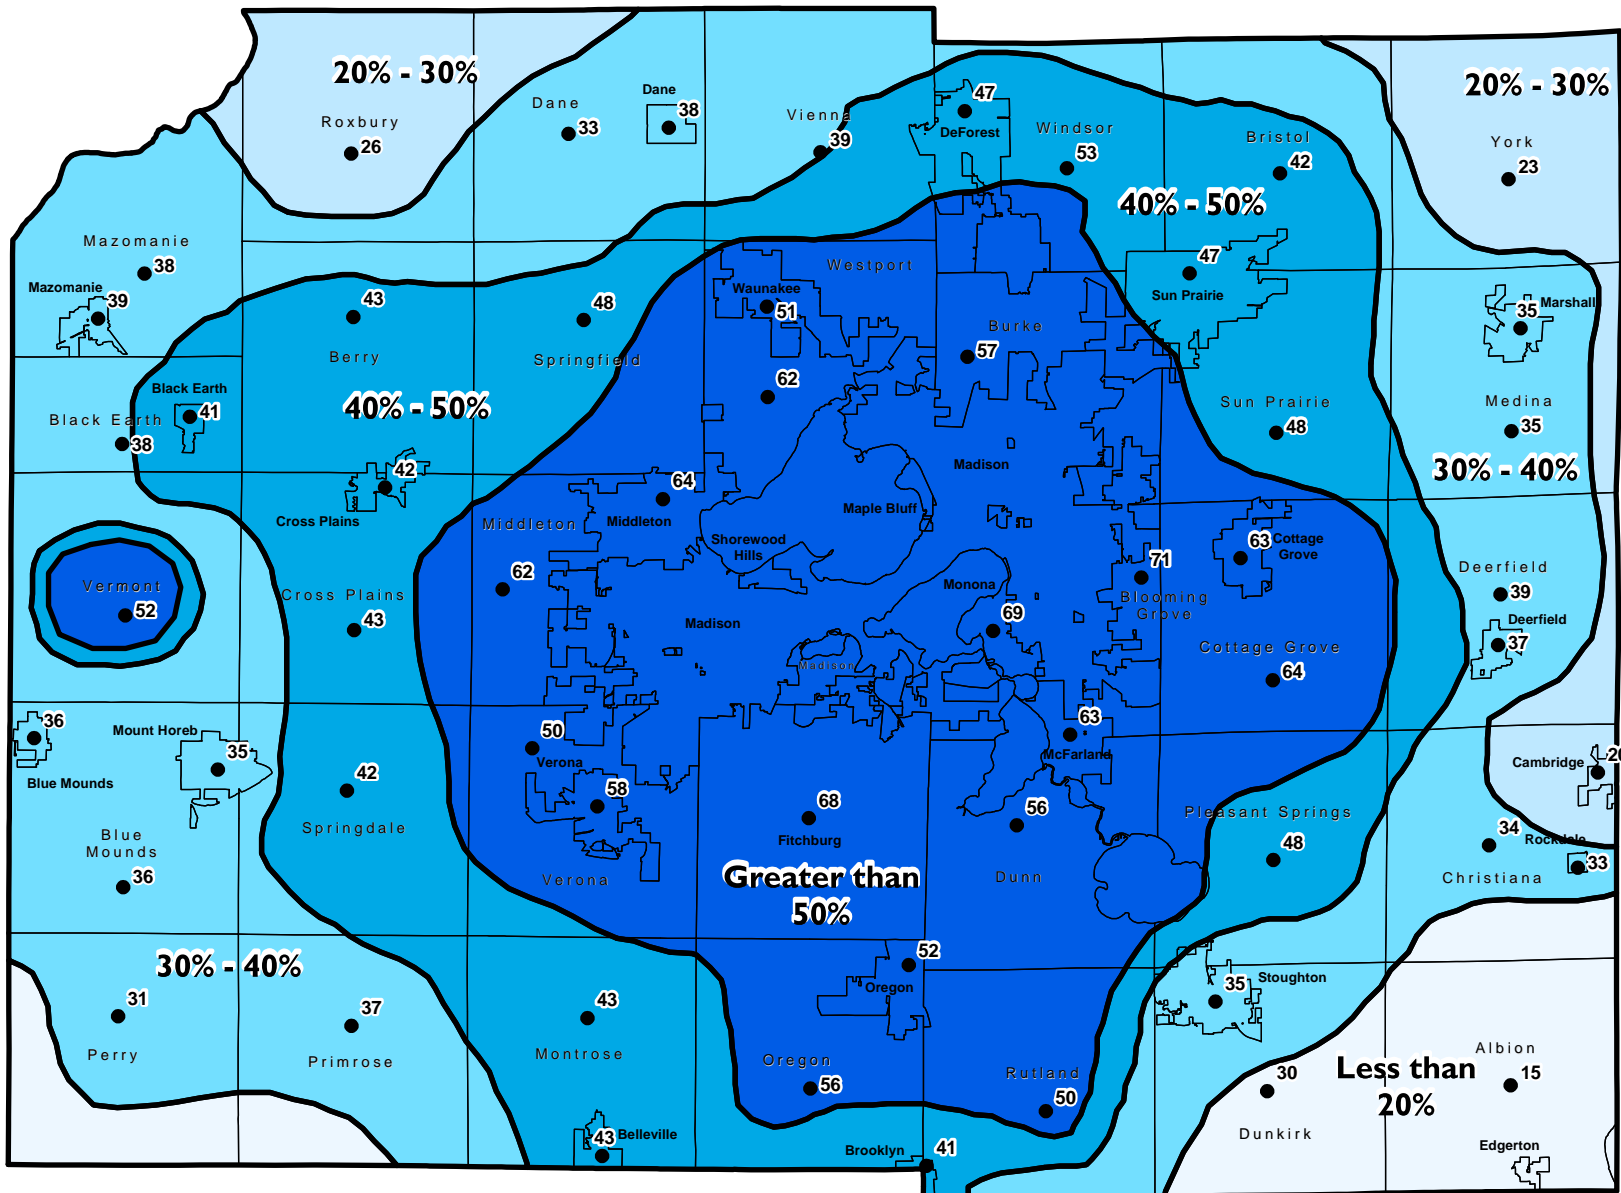 20% - 30%
Roxbury
26
Dane
33
Dane
38
Vienna
39
47
DeForest
Windsor
53
Bristol
42
40% - 50%
20% - 30%
York
23
Mazomanie
38
Mazomanie
39
43
Berry
48
Springfield
Westport
Waunakee
51
Burke
57
47
Sun Prairie
35
Marshall
Black Earth
41
Black Earth
38
40% - 50%
62
Sun Prairie
48
Medina
35
30% - 40%
42
Cross Plains
64
Middleton
Middleton
62
Madison
Maple Bluff
Shorewood
Hills
63
Cottage
Grove
71
Blooming
Grove
Monona
69
Deerfield
39
Deerfield
37
Vermont
52
Cross Plains
43
Madison
Madison
Cottage Grove
64
36
Blue Mounds
Mount Horeb
35
42
Springdale
50
Verona
58
Verona
68
Fitchburg
63
McFarland
56
Dunn
Pleasant Springs
48
Cambridge
34
Rockdale
33
Christiana
Blue
Mounds
36
Greater than
50%
30% - 40%
31
Perry
37
Primrose
43
Montrose
52
Oregon
Oregon
56
Rutland
50
35
Stoughton
30
Dunkirk
Less than
20%
Albion
15
Edgerton
43
Belleville
Brooklyn
41